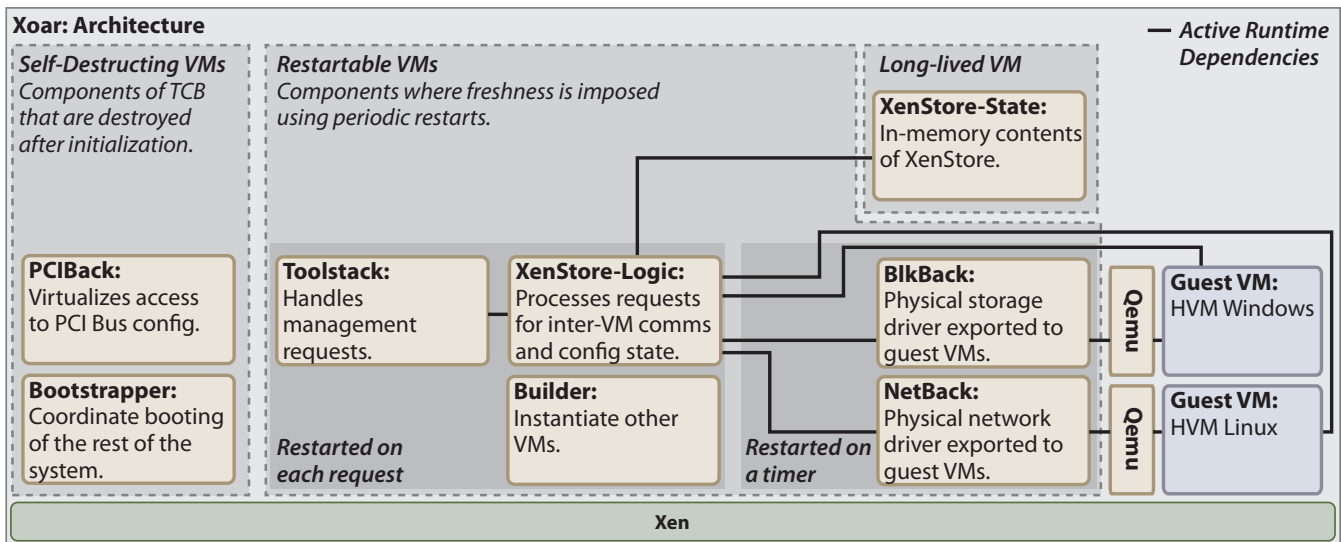 Xoar: Architecture
Active Runtime
Dependencies
Self-Destructing VMs
Components of TCB
that are destroyed
after initialization.
Restartable VMs
Components where freshness is imposed
using periodic restarts.
Long-lived VM
XenStore-State:
In-memory contents
of XenStore.
PCIBack:
Virtualizes access
to PCI Bus config.
Bootstrapper:
Coordinate booting
of the rest of the
system.
Toolstack:
Handles
management
requests.
XenStore-Logic:
Processes requests
for inter-VM comms
and config state.
Builder:
Instantiate other
VMs.
Restarted on
each request
BlkBack:
Physical storage
driver exported to
guest VMs.
NetBack:
Physical network
driver exported to
guest VMs.
Restarted on
a timer
Qemu
Guest VM:
HVM Windows
Qemu
Guest VM:
HVM Linux
Xen